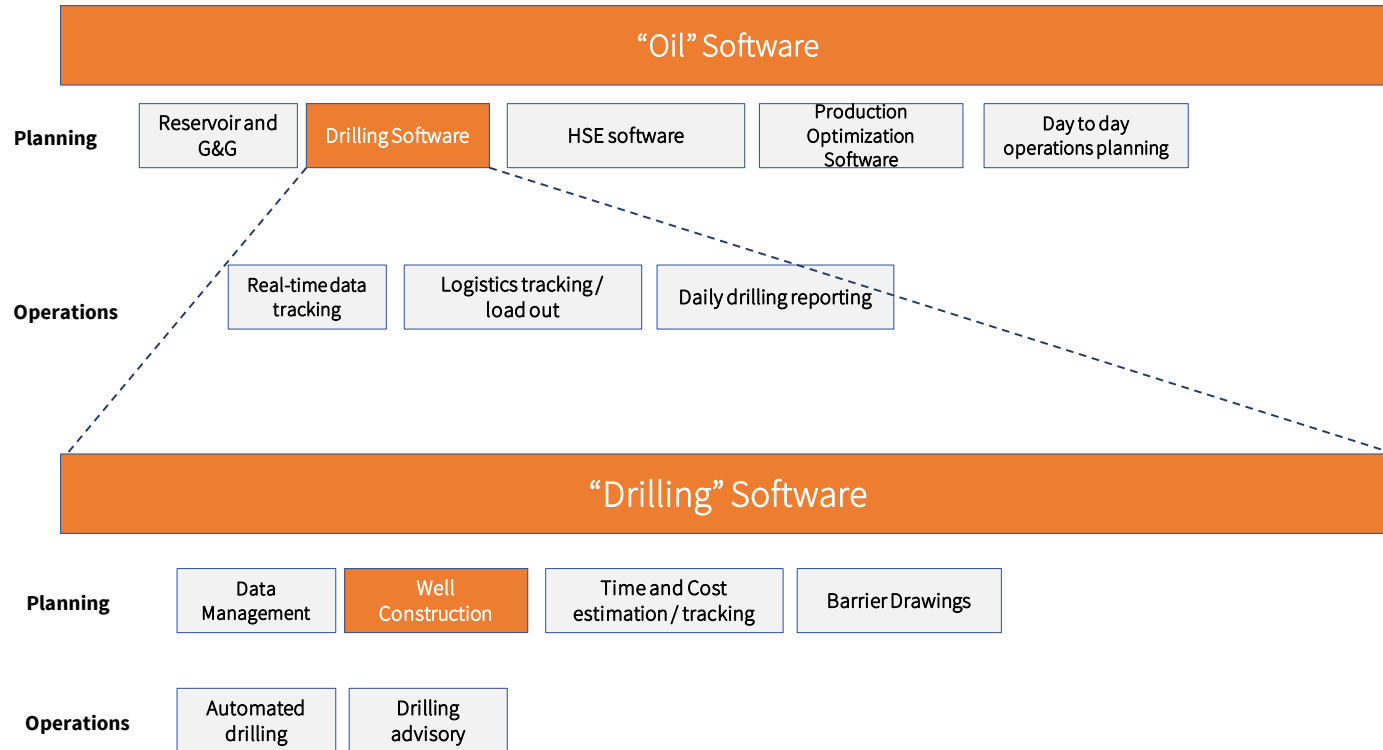 “Oil” Software
Planning
Reservoir and
G&G
Drilling Software
HSE software
Production
Optimization
Software
Day to day
operations planning
Operations
Real-time data
tracking
Logistics tracking /
load out
Daily drilling reporting
“Drilling” Software
Planning
Data
Management
Well
Construction
Time and Cost
estimation / tracking
Barrier Drawings
Operations
Automated
drilling
Drilling
advisory